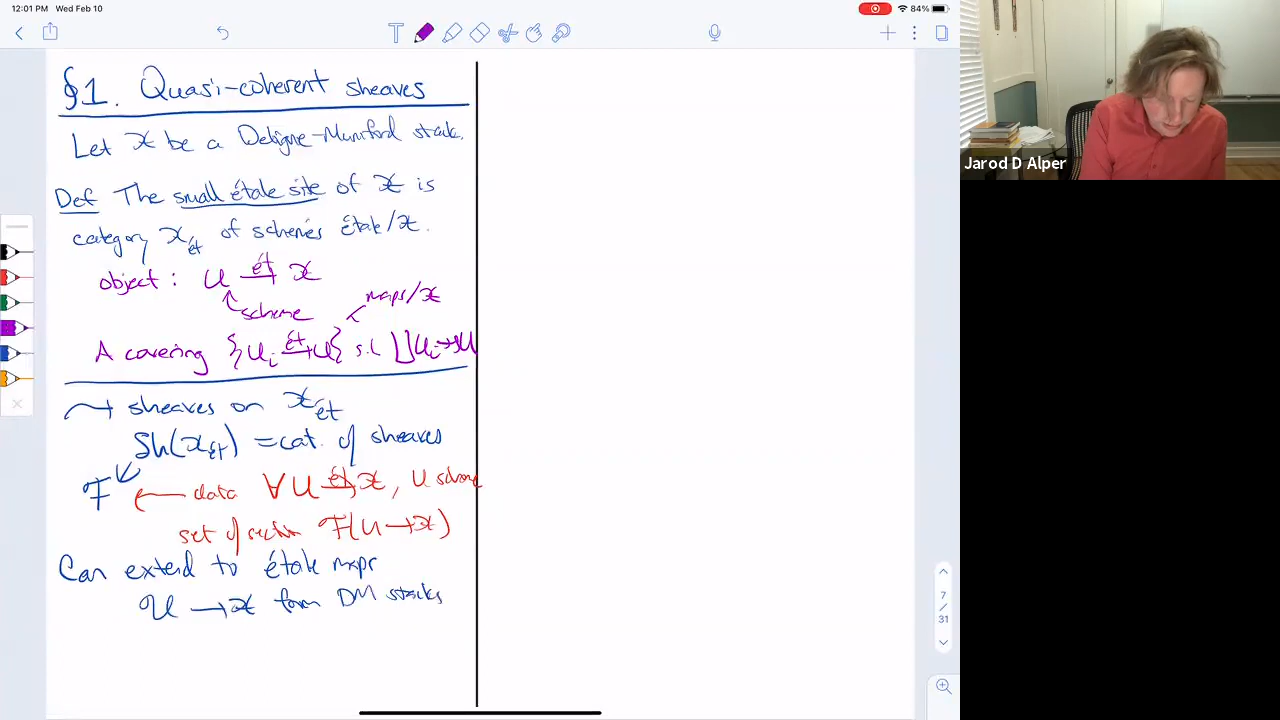 12:01 PM Wed Feb 10
84%
§1. Quasi-coherent sheaves
Let 𝒳 be a Deligne-Mumford stack.
Def The small étale site of 𝒳 is
category 𝒳ét of schemes étale/𝒳.
object: U ét→ 𝒳
scheme
maps/𝒳
A covering {Ui ét→ U} s.t. ∐Ui ↠ U
⇝ sheaves on 𝒳ét
Sh(𝒳ét) = cat. of sheaves
F ← data ∀ U ét→ 𝒳, U scheme
set of section F(U → 𝒳)
Can extend to étale maps
𝒰 → 𝒳 from DM stacks
7
/
31
Jarod D Alper